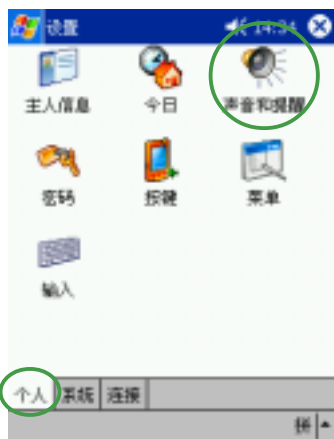 设置 14:34
主人信息 今日 声音和提醒
密码 按键 菜单
输入
个人 系统 连接
拼